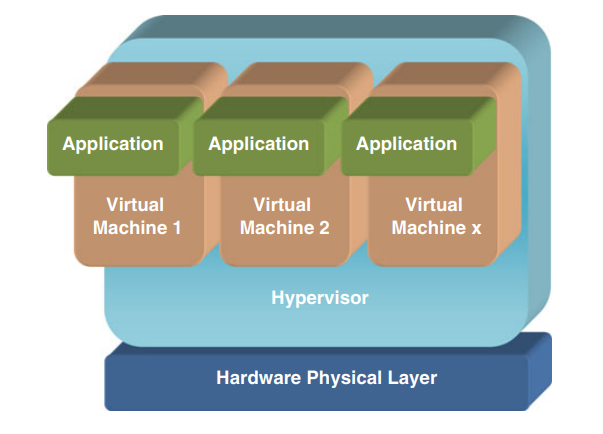 Application
Application
Application
Virtual
Machine 1
Virtual
Machine 2
Virtual
Machine x
Hypervisor
Hardware Physical Layer